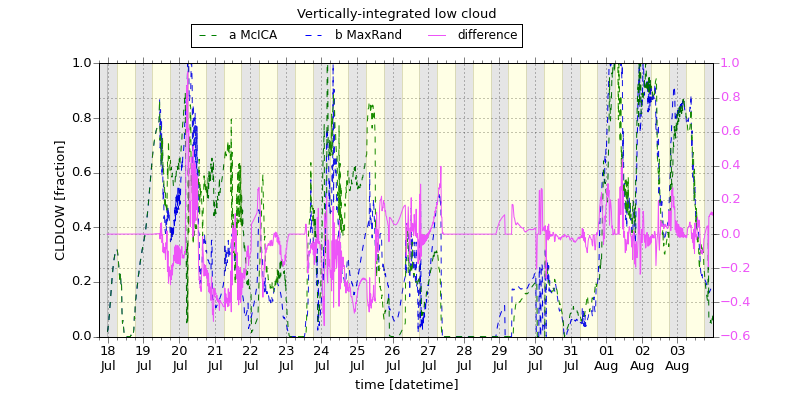 Vertically-integrated low cloud
a McICA b MaxRand difference
1.0 1.0
0.8
0.8 0.6
0.6 0.4
0.2
0.4 0.0
0.2 −0.2
−0.4
0.0 −0.6
CLDLOW [fraction]
18 19 20 21 22 23 24 25 26 27 28 29 30 31 01 02 03
Jul Jul Jul Jul Jul Jul Jul Jul Jul Jul Jul Jul Jul Jul Aug Aug Aug
time [datetime]